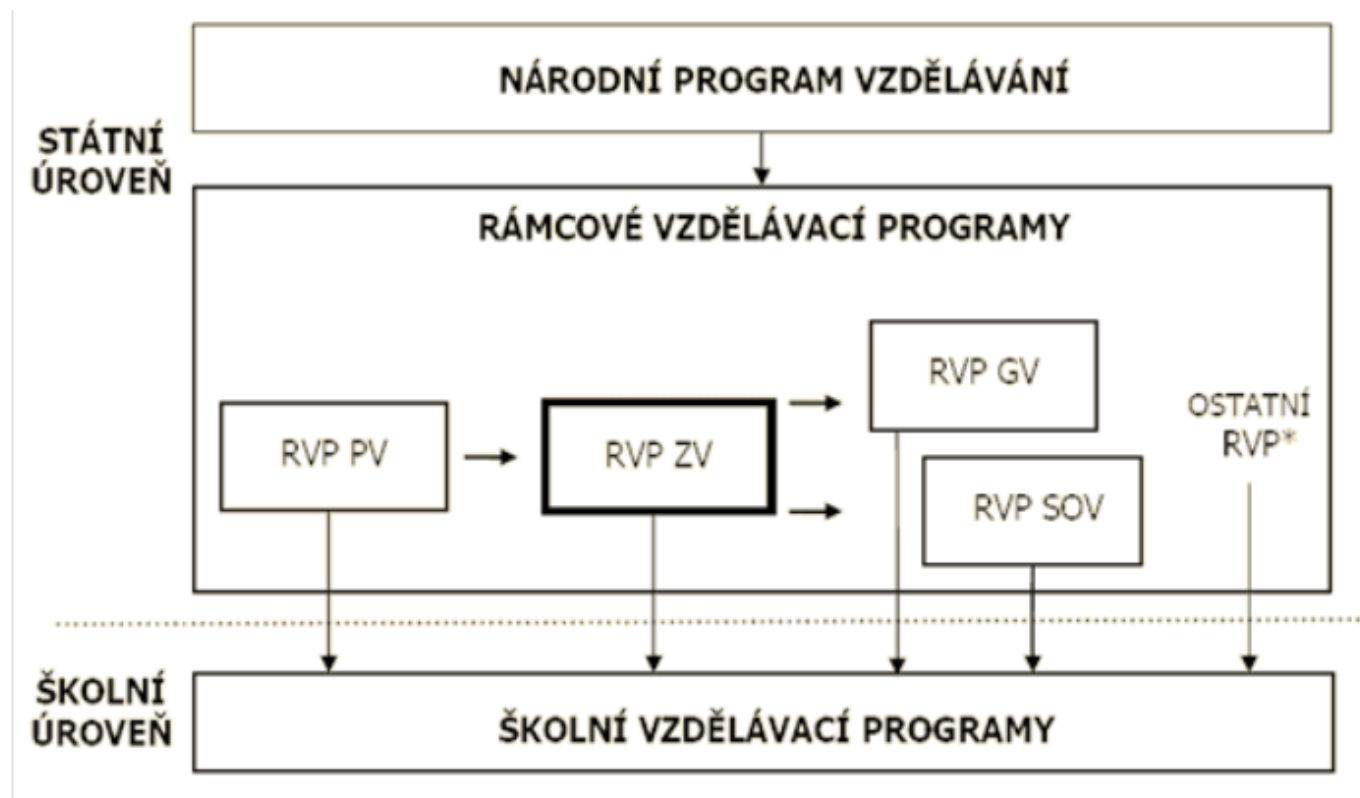 NÁRODNÍ PROGRAM VZDĚLÁVÁNÍ
STÁTNÍ
ÚROVEŇ
RÁMCOVÉ VZDĚLÁVACÍ PROGRAMY
RVP GV
RVP PV
RVP ZV
OSTATNÍ
RVP*
RVP SOV
ŠKOLNÍ
ÚROVEŇ
ŠKOLNÍ VZDĚLÁVACÍ PROGRAMY